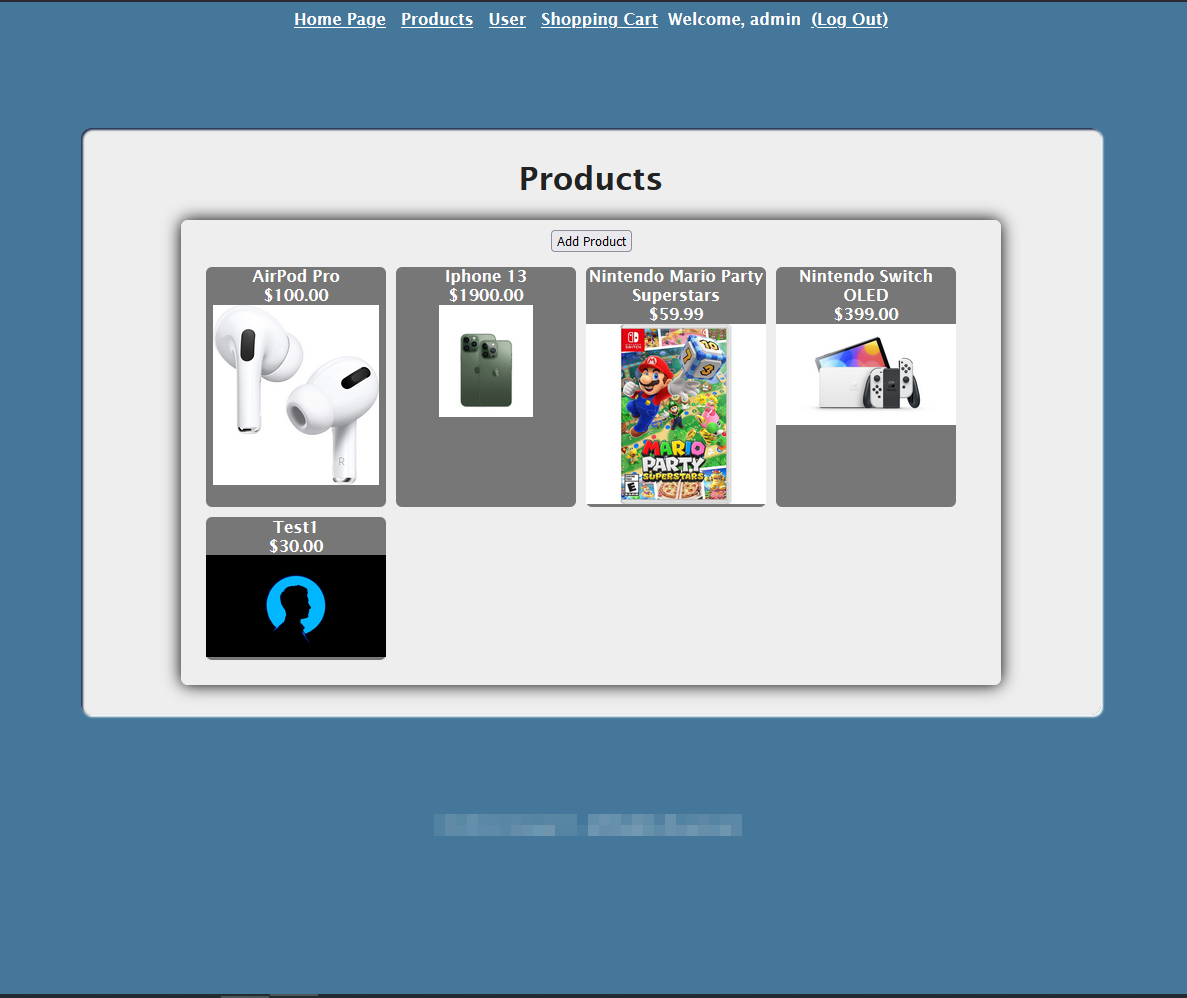 Home Page Products User Shopping Cart Welcome, admin (Log Out)
Products
Add Product
AirPod Pro
$100.00
R
Iphone 13
$1900.00
Nintendo Mario Party
Superstars
$59.99
MARIO
PARTY
SUPERSTARS
E
Nintendo Switch
OLED
$399.00
Test1
$30.00